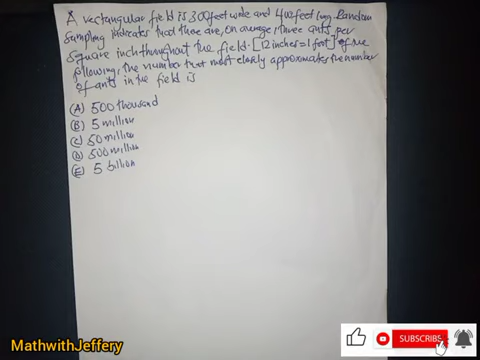 A rectangular field is 300 feet wide and 400 feet long. Random
Sampling indicates that there are, on average, three ants per
Square inch throughout the field. [12 inches = 1 foot] Of the
following, the number that most closely approximates the number
of ants in the field is
(A) 500 thousand
(B) 5 million
(C) 50 million
(D) 500 million
(E) 5 billion
MathwithJeffery
SUBSCRIBE